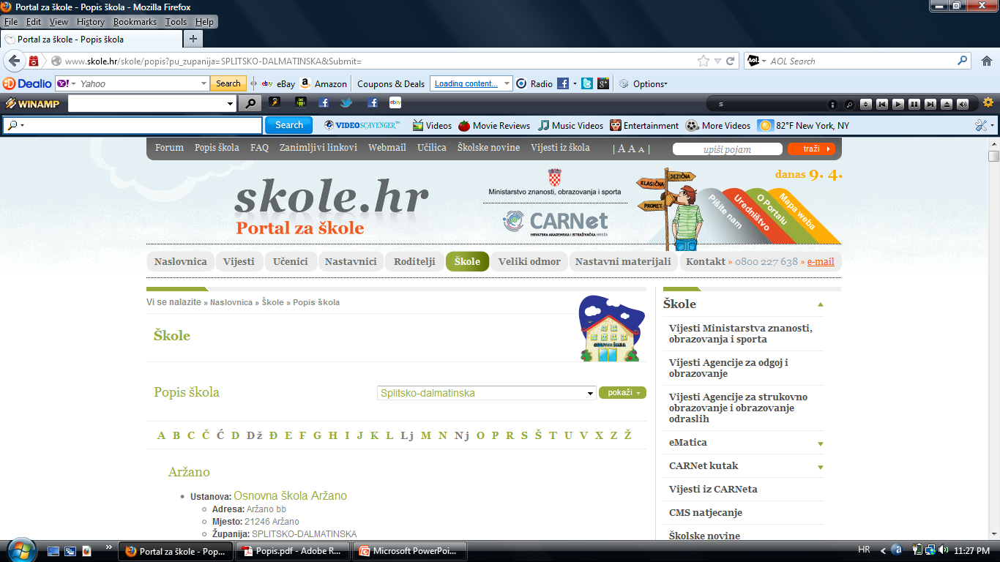 Portal za škole - Popis škola - Mozilla Firefox
File Edit View History Bookmarks Tools Help
Portal za škole - Popis škola
www.skole.hr/skole/popis?pu_zupanija=SPLITSKO-DALMATINSKA&Submit=
AOL Search
Dealio Yahoo Search eBay Amazon Coupons & Deals Loading content... Radio Options
WINAMP s
Search VIDEOSCAVENGER™ Videos Movie Reviews Music Videos Entertainment More Videos 82°F New York, NY
Forum Popis škola FAQ Zanimljivi linkovi Webmail Učilica Školske novine Vijesti iz škola | A A A | upiši pojam traži
skole.hr
Portal za škole
Ministarstvo znanosti, obrazovanja i sporta
CARNet
HRVATSKA AKADEMSKA I ISTRAŽIVAČKA MREŽA
KLASIČNA
JEZIČNA
PROMET
danas 9. 4.
Pišite nam
Uredništvo
O Portalu
Mapa weba
Naslovnica Vijesti Učenici Nastavnici Roditelji Škole Veliki odmor Nastavni materijali Kontakt » 0800 227 638 » e-mail
Vi se nalazite » Naslovnica » Škole » Popis škola
Škole
OSNOVNA ŠKOLA
Popis škola Splitsko-dalmatinska pokaži
A B C Č Ć D Dž Đ E F G H I J K L Lj M N Nj O P R S Š T U V X Z Ž
Aržano
Ustanova: Osnovna škola Aržano
Adresa: Aržano bb
Mjesto: 21246 Aržano
Županija: SPLITSKO-DALMATINSKA
Škole
Vijesti Ministarstva znanosti,
obrazovanja i sporta
Vijesti Agencije za odgoj i
obrazovanje
Vijesti Agencije za strukovno
obrazovanje i obrazovanje
odraslih
eMatica
CARNet kutak
Vijesti iz CARNeta
CMS natjecanje
Školske novine
Portal za škole - Pop... Popis.pdf - Adobe R... Microsoft PowerPoi... HR 11:27 PM